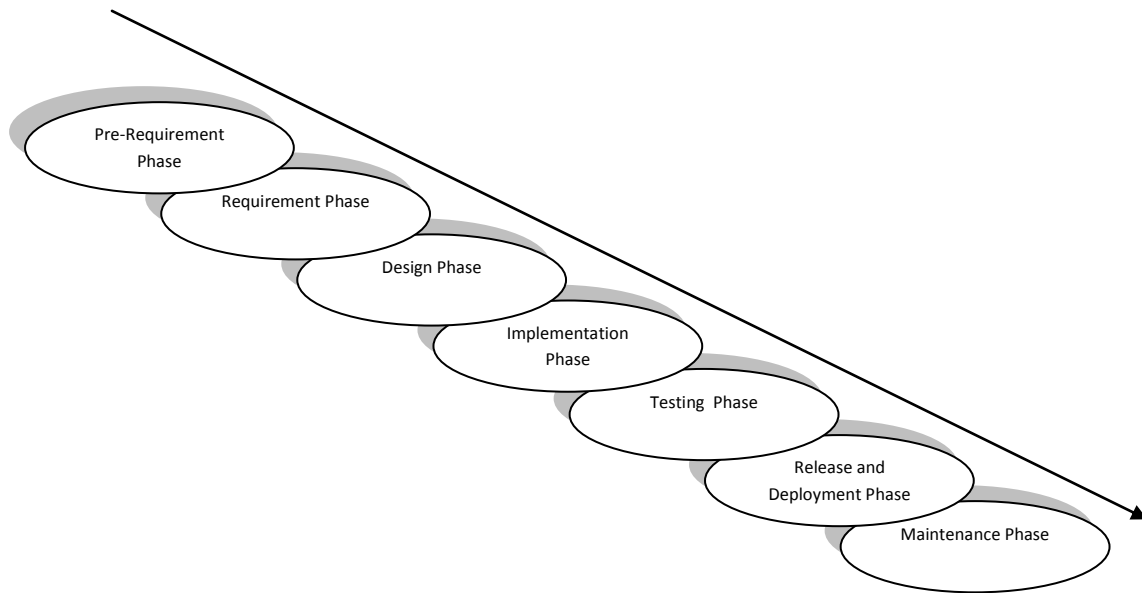 Pre-Requirement
Phase
Requirement Phase
Design Phase
Implementation
Phase
Testing  Phase
Release and
Deployment Phase
Maintenance Phase